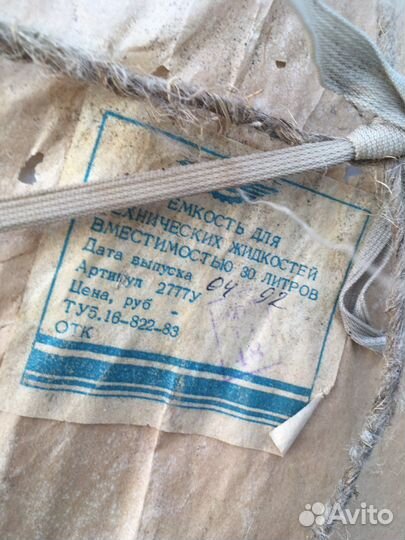 ЕМКОСТЬ ДЛЯ
ТЕХНИЧЕСКИХ ЖИДКОСТЕЙ
ВМЕСТИМОСТЬЮ 30 ЛИТРОВ
Дата выпуска 04 92
Артикул 2777У
Цена, руб -
ТУ5.16-822-83
ОТК
Avito